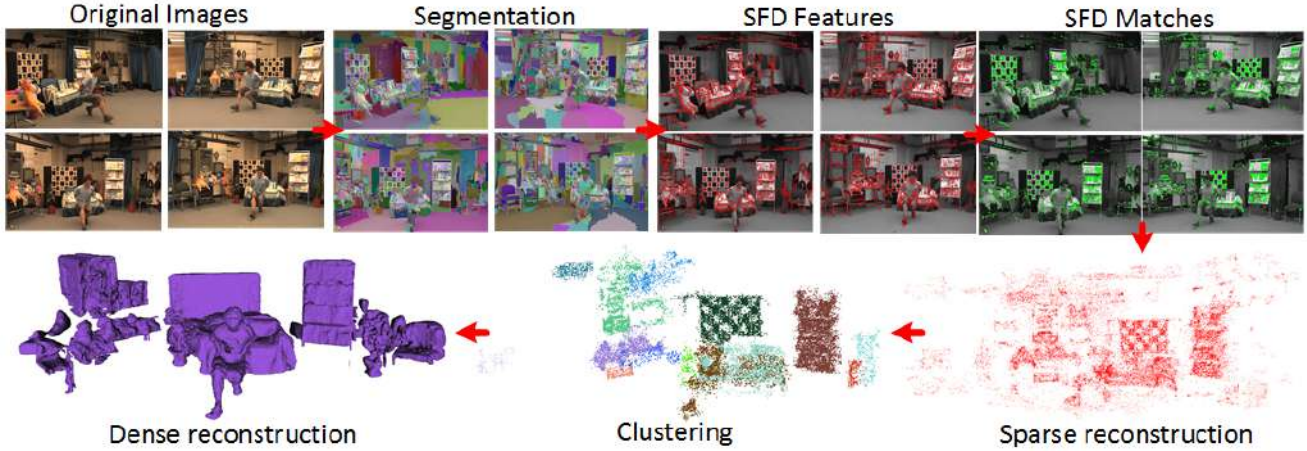 Original Images
Segmentation
SFD Features
SFD Matches
Dense reconstruction
Clustering
Sparse reconstruction